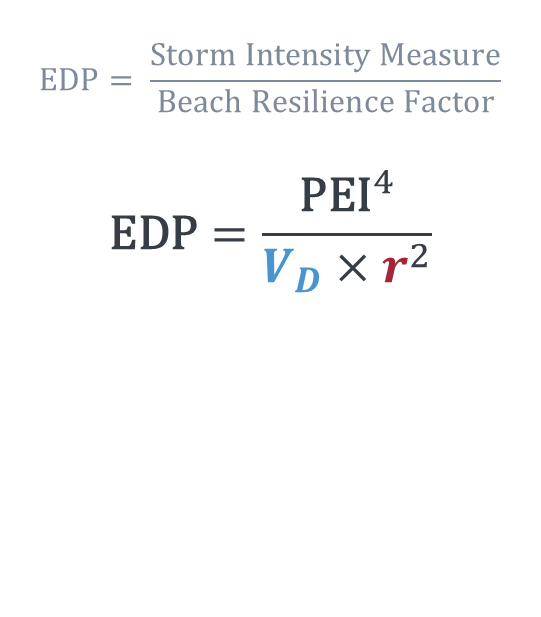 EDP = Storm Intensity Measure
Beach Resilience Factor
EDP = PEI⁴
V_D × r²